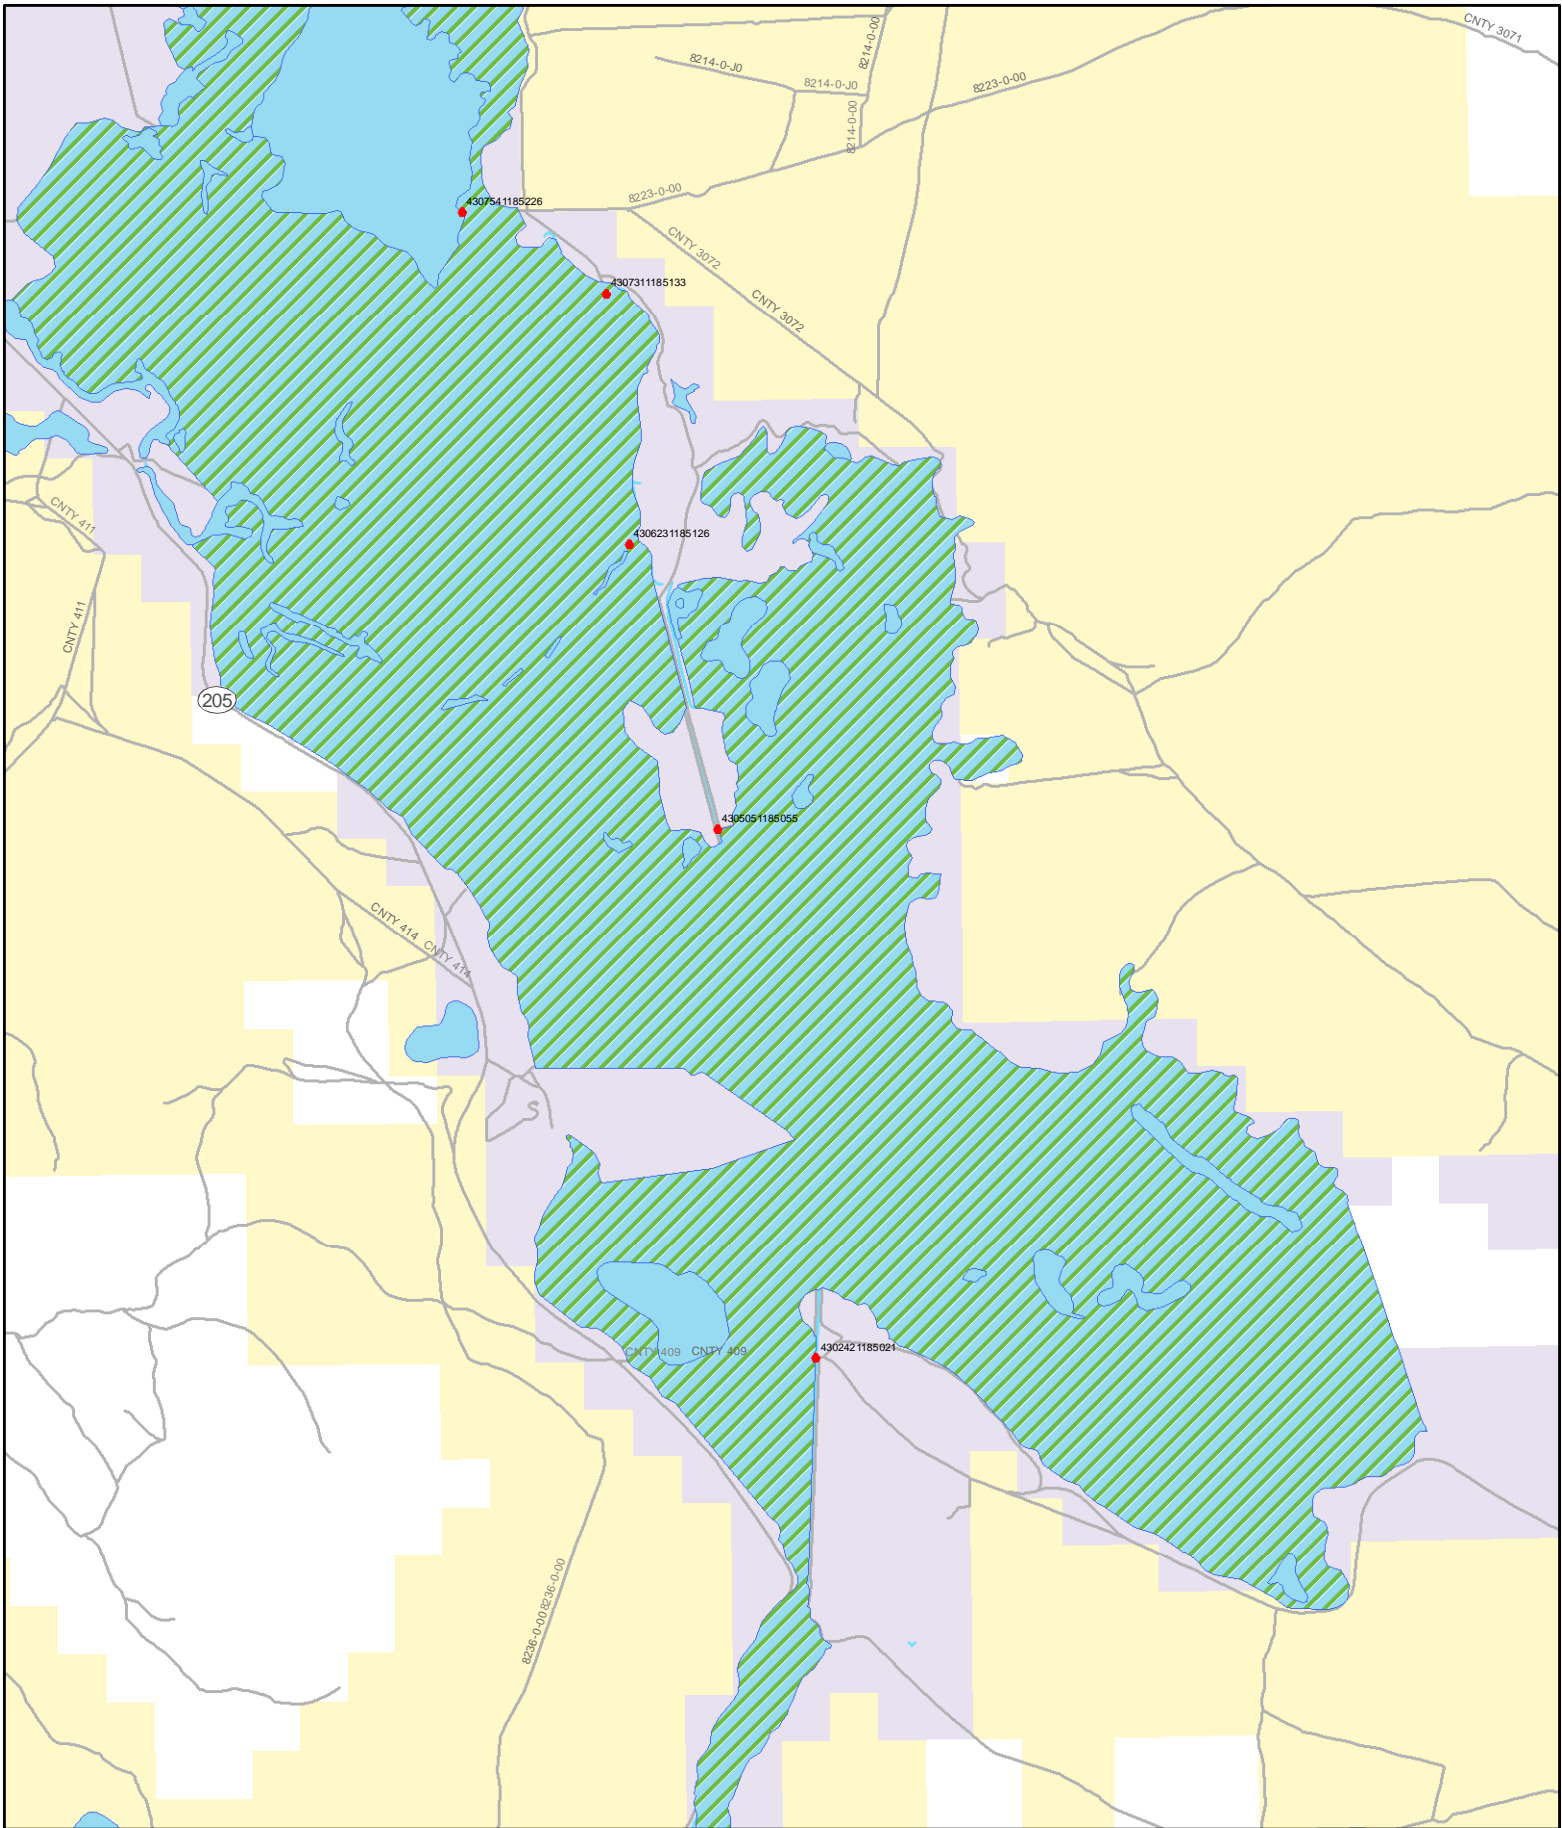 CNTY 3071
8214-0-00
8214-0-J0
8214-0-J0
8223-0-00
8214-0-00
8223-0-00
4307541185226
CNTY 3072
4307311185133
CNTY 3072
CNTY 411
4306231185126
CNTY 411
205
4305051185055
CNTY 414
CNTY 414
4302421185021
CNTY 409
CNTY 409
8236-0-00
8236-0-00